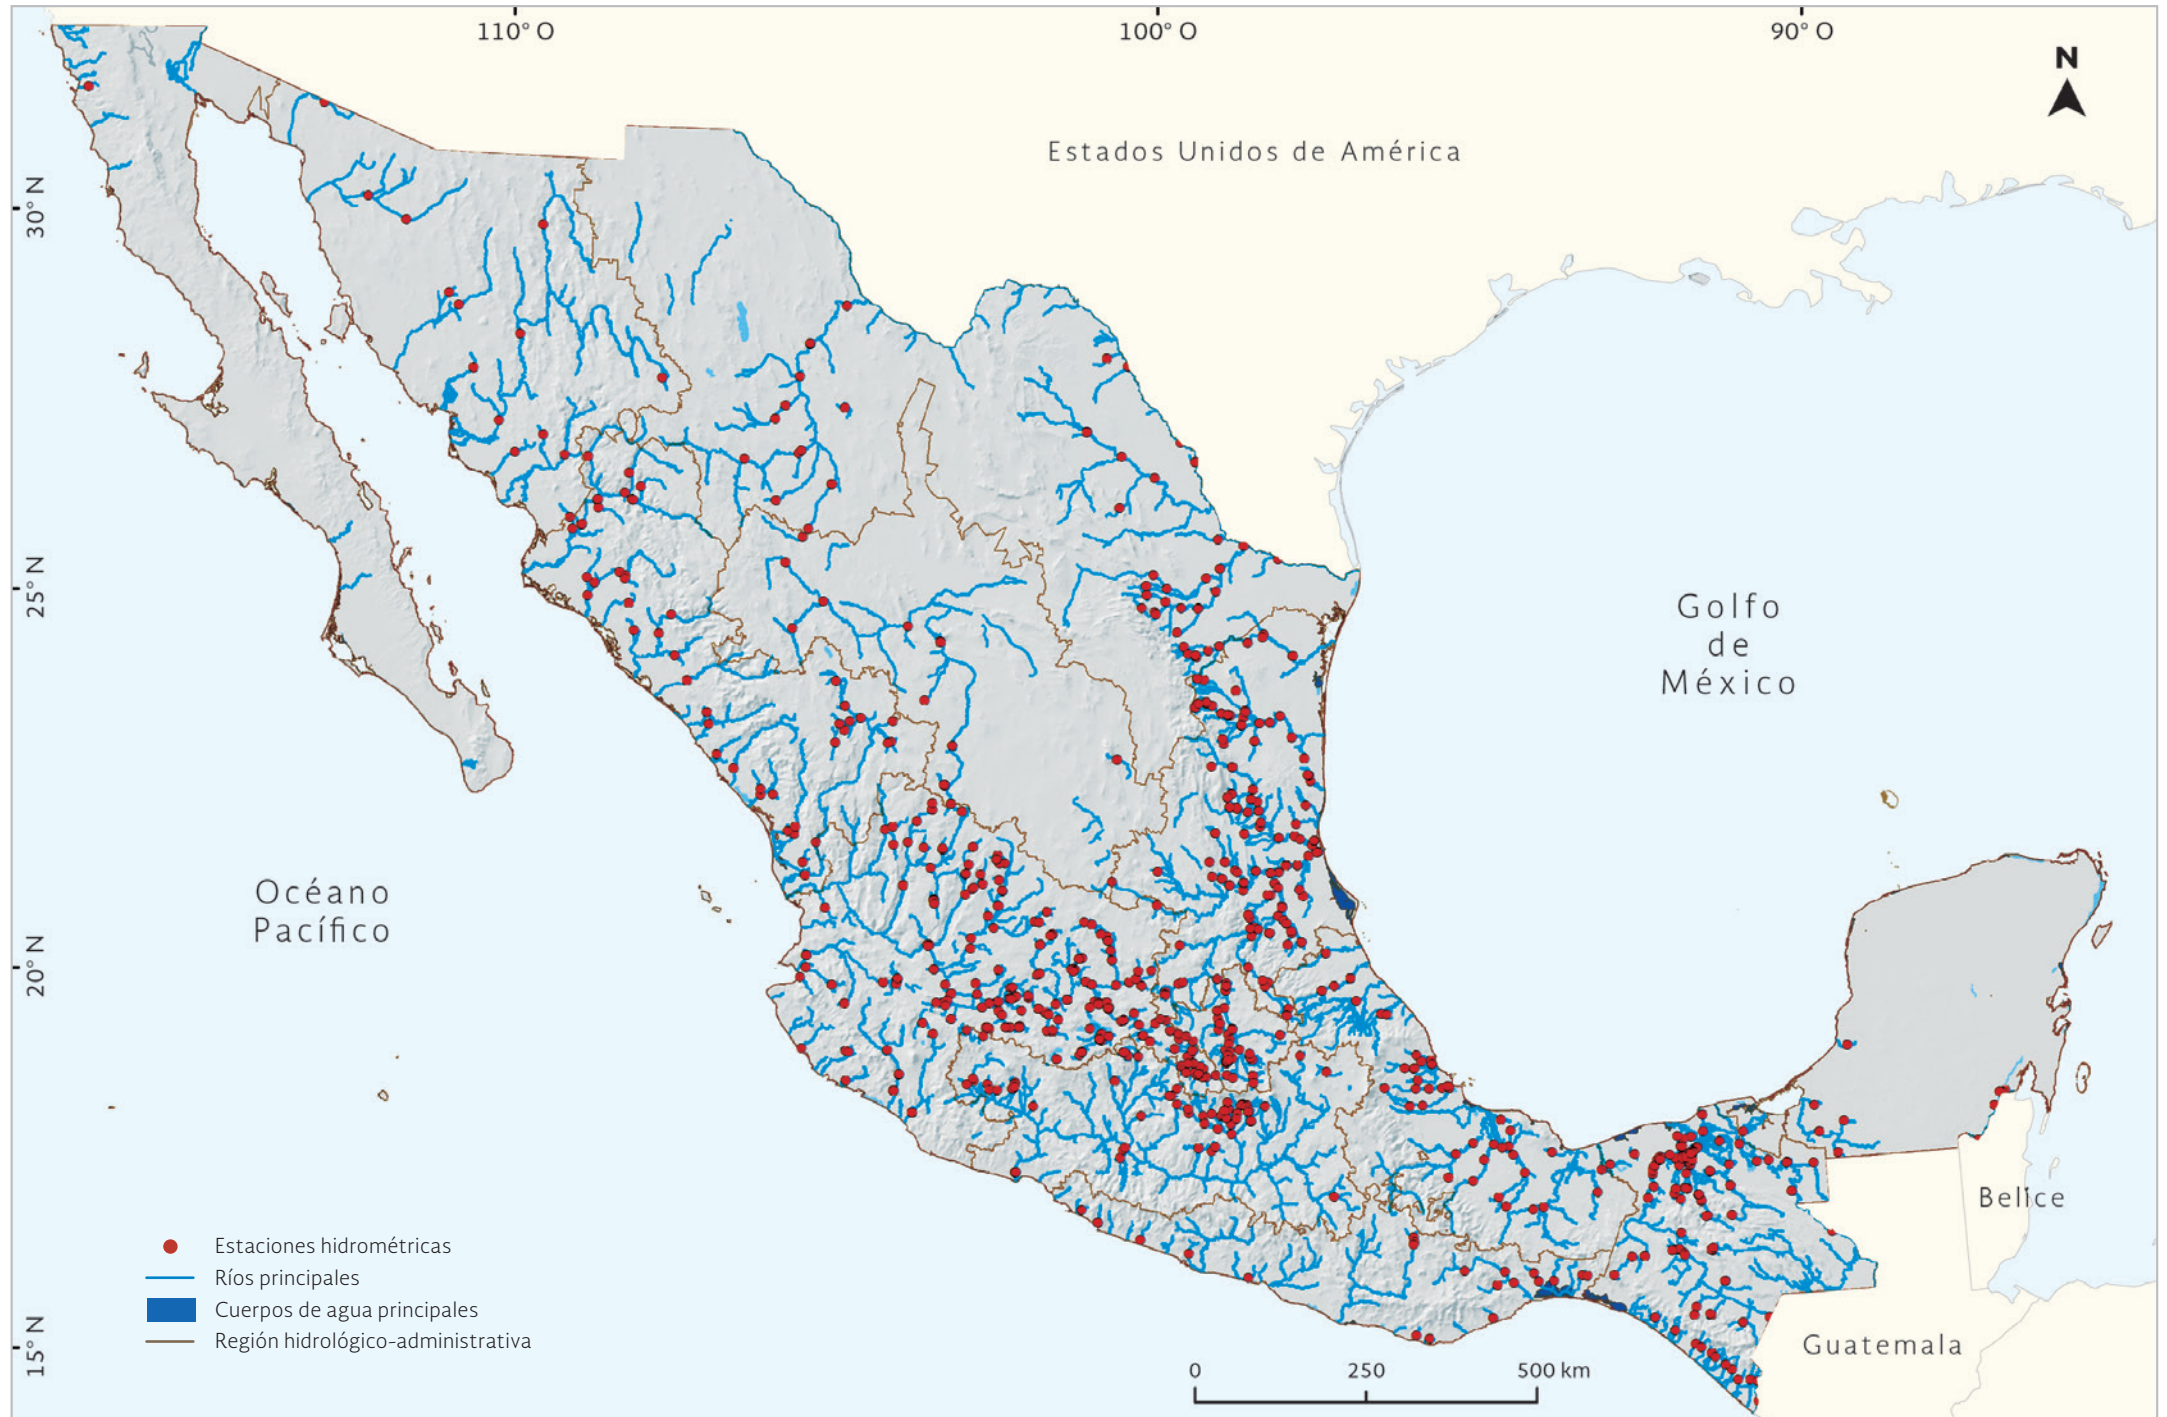 110° O
100° O
90° O
N
Estados Unidos de América
30° N
25° N
Golfo
de
México
Océano
Pacífico
20° N
Belice
Estaciones hidrométricas
Ríos principales
Cuerpos de agua principales
Región hidrológico-administrativa
15° N
Guatemala
0 250 500 km